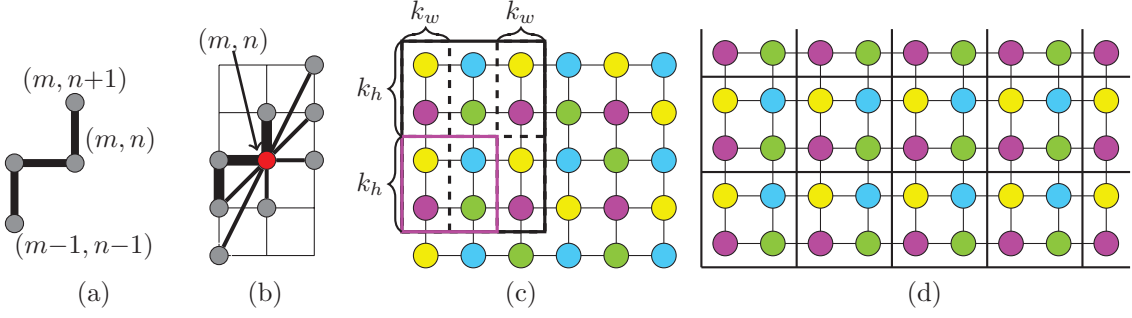 (m, n+1)
(m, n)
(m−1, n−1)
(a)
(m, n)
(b)
k_w k_w
k_h
k_h
(c)
(d)